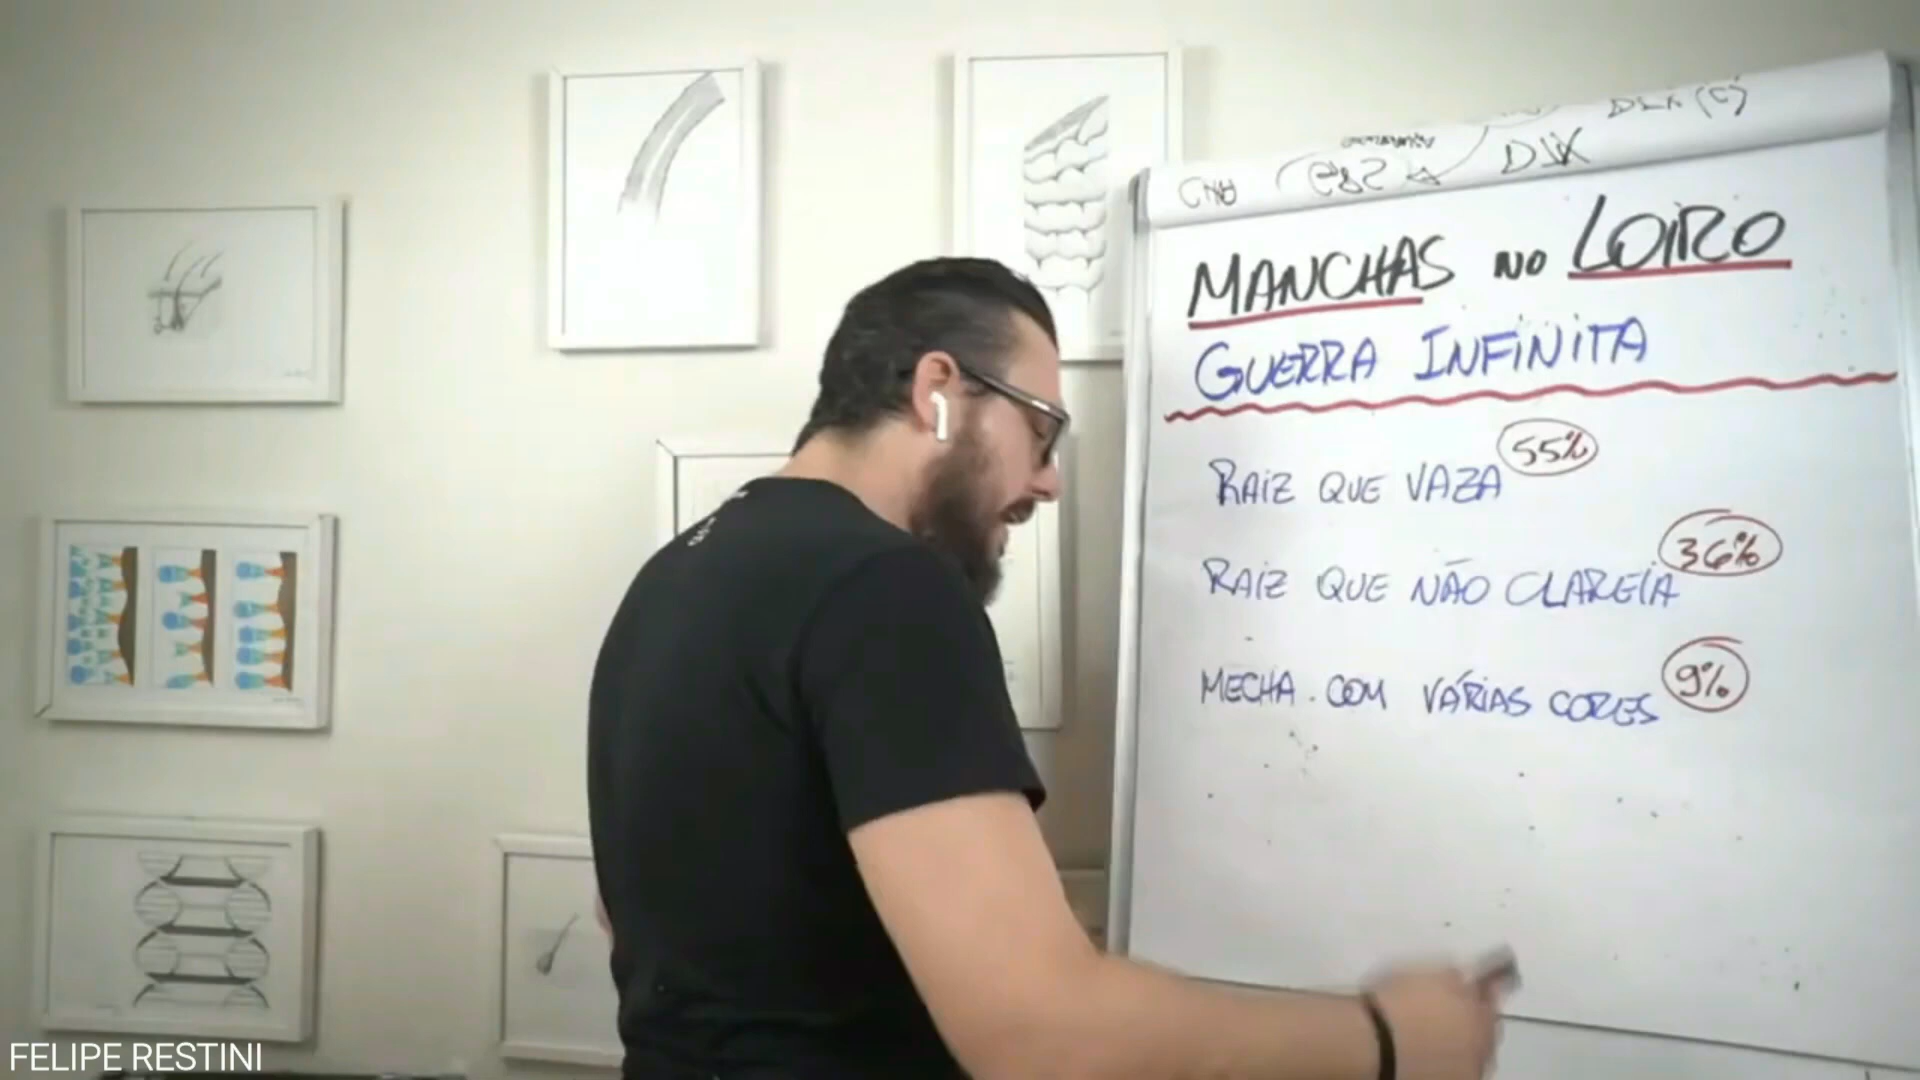 MANCHAS NO LOIRO
GUERRA INFINITA
RAIZ QUE VAZA 55%
RAIZ QUE NÃO CLAREIA 36%
MECHA. COM VÁRIAS CORES 9%
FELIPE RESTINI